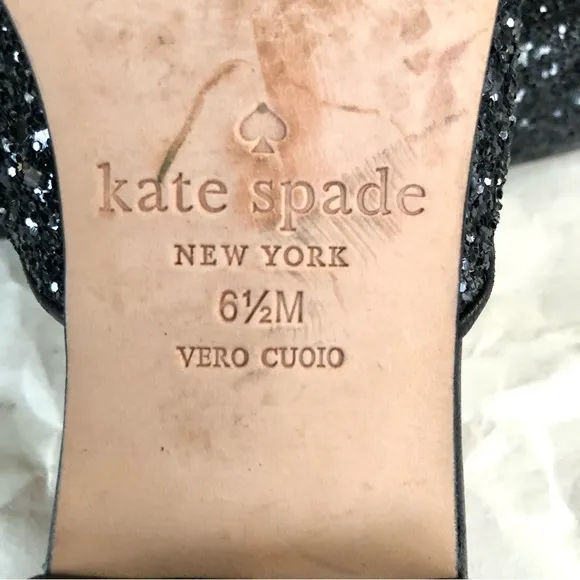 kate spade
NEW YORK
6½M
VERO CUOIO